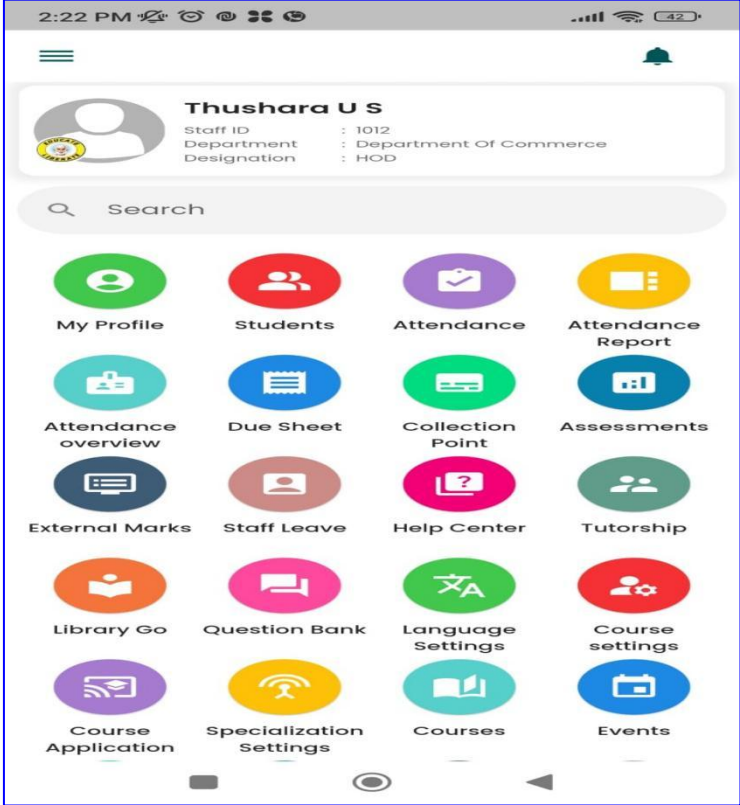 2:22 PM
42
Thushara U S
Staff ID : 1012
Department : Department Of Commerce
Designation : HOD
EDUCATE
LIBERATE
Search
My Profile Students Attendance Attendance
Report
Attendance Due Sheet Collection Assessments
overview Point
External Marks Staff Leave Help Center Tutorship
Library Go Question Bank Language Course
Settings settings
Course Specialization Courses Events
Application Settings